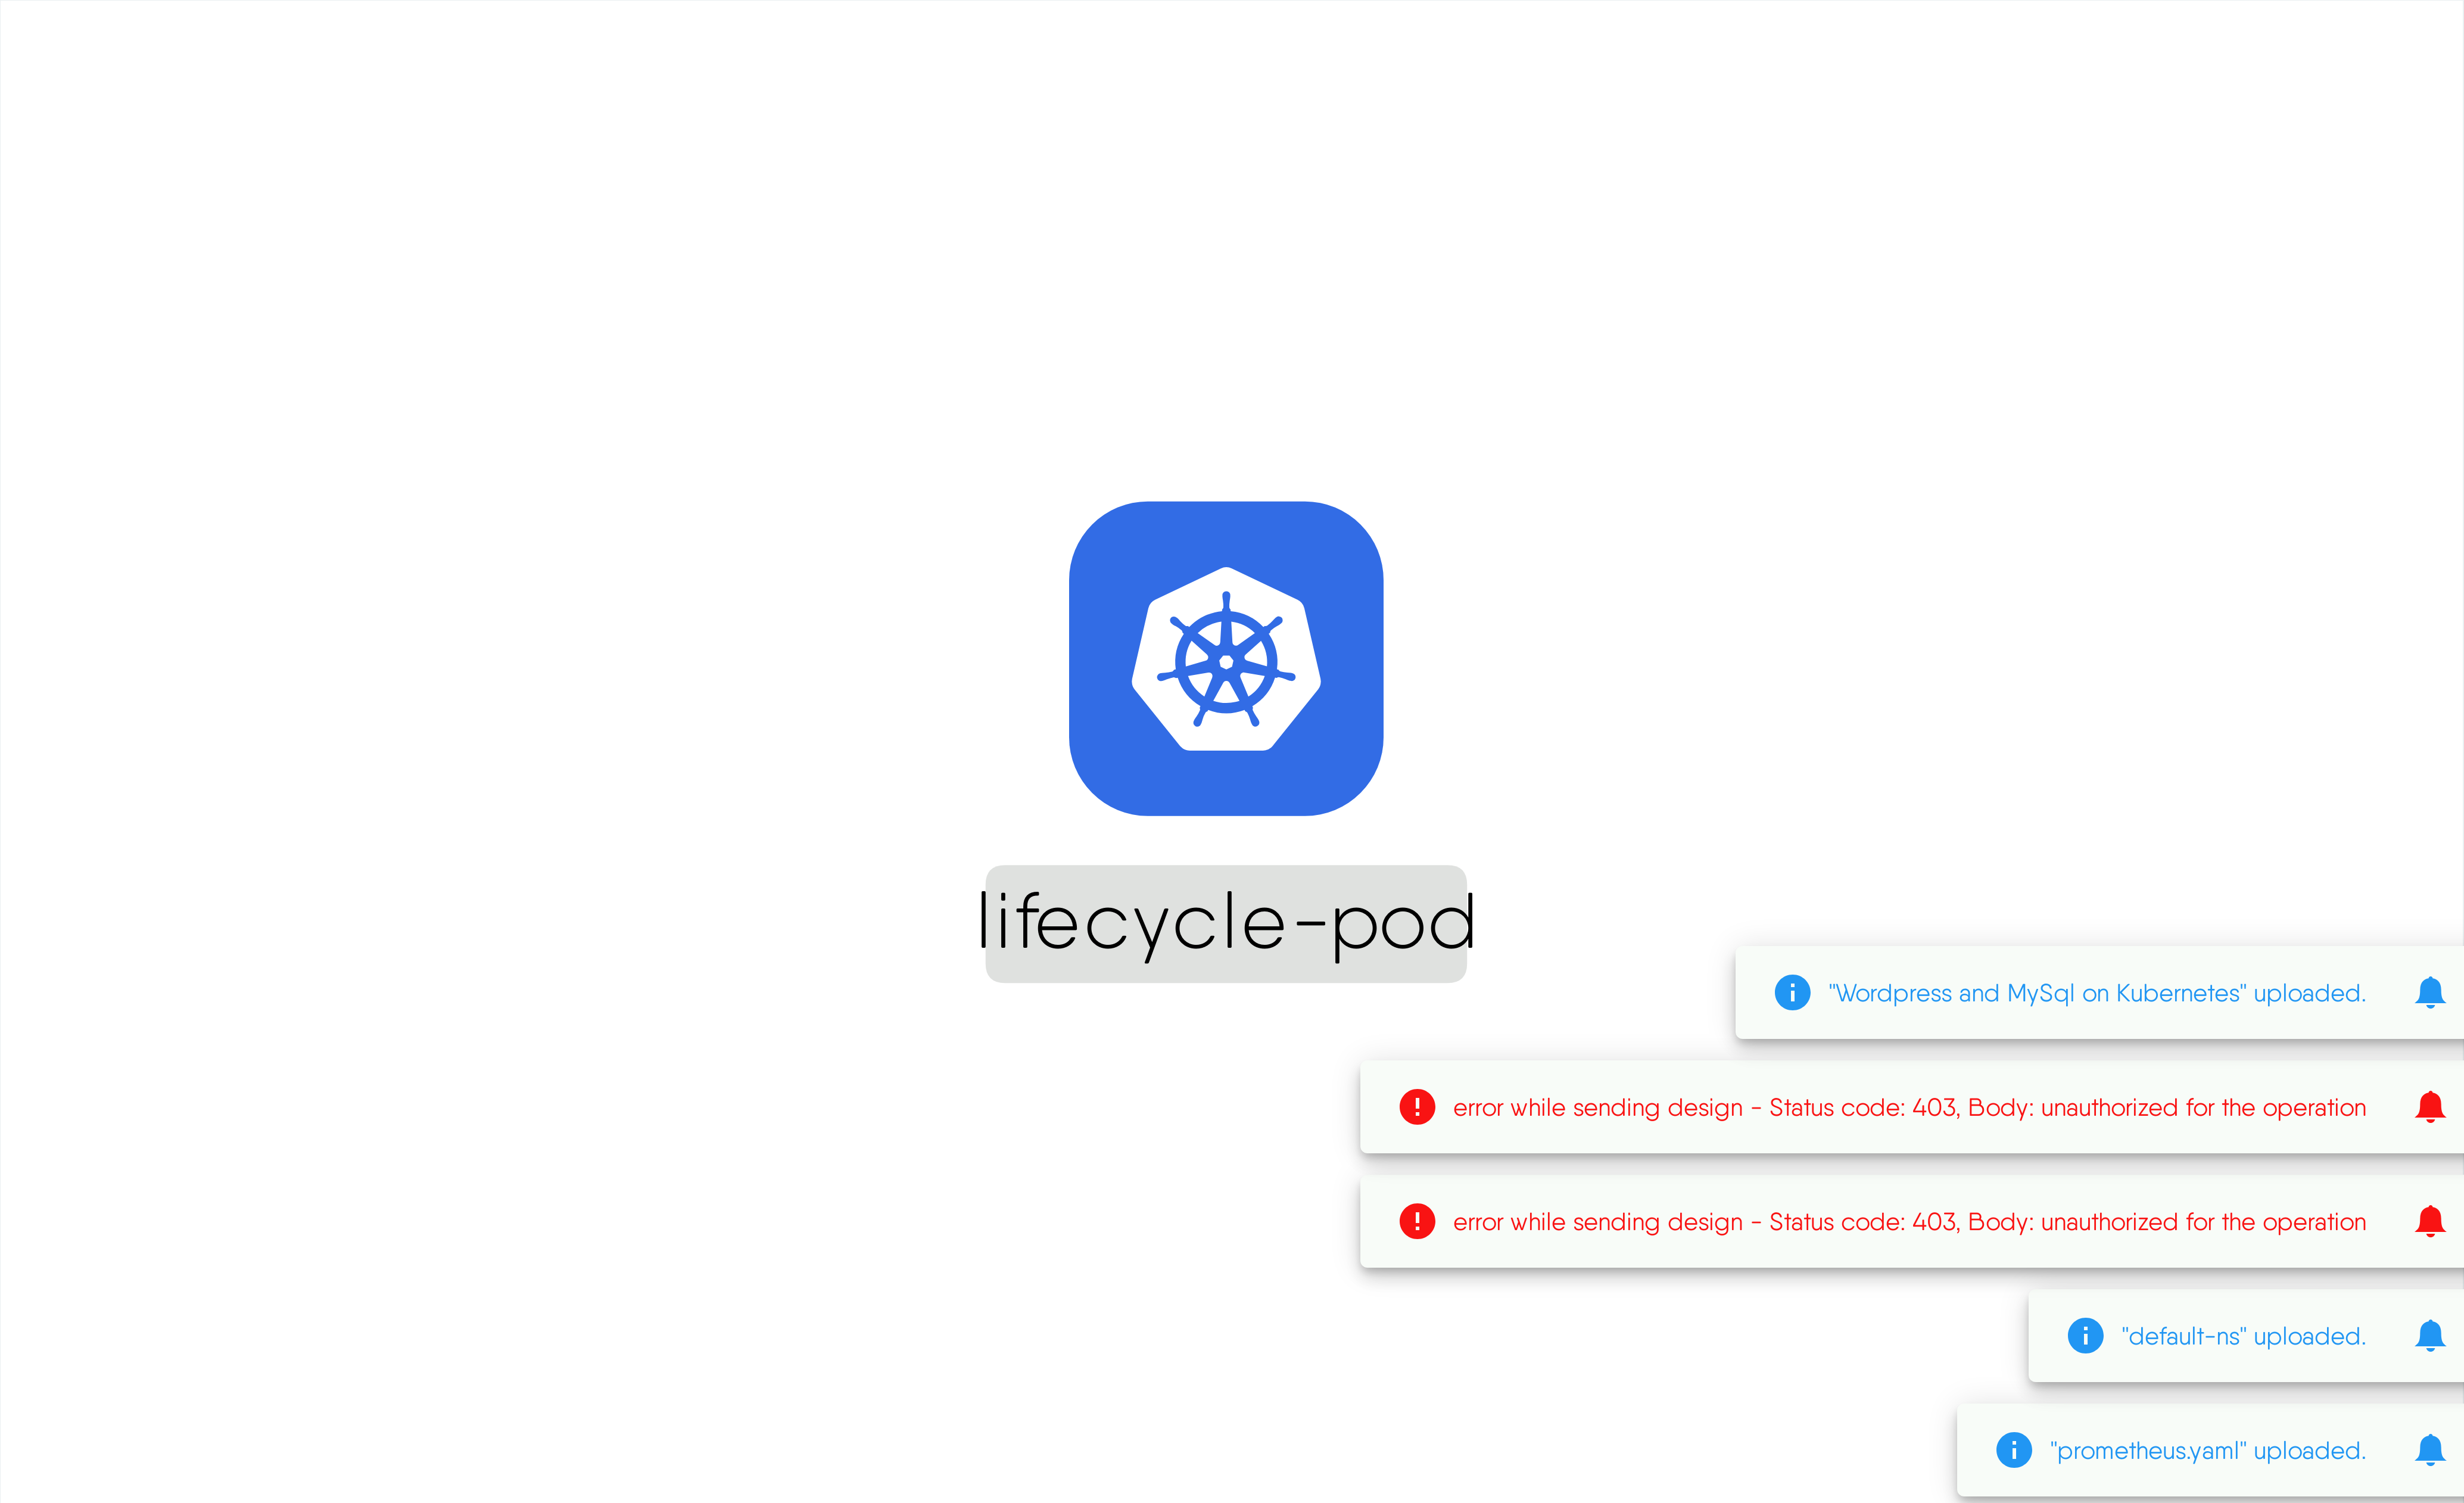 lifecycle-pod
"Wordpress and MySql on Kubernetes" uploaded.
error while sending design - Status code: 403, Body: unauthorized for the operation
error while sending design - Status code: 403, Body: unauthorized for the operation
"default-ns" uploaded.
"prometheus.yaml" uploaded.